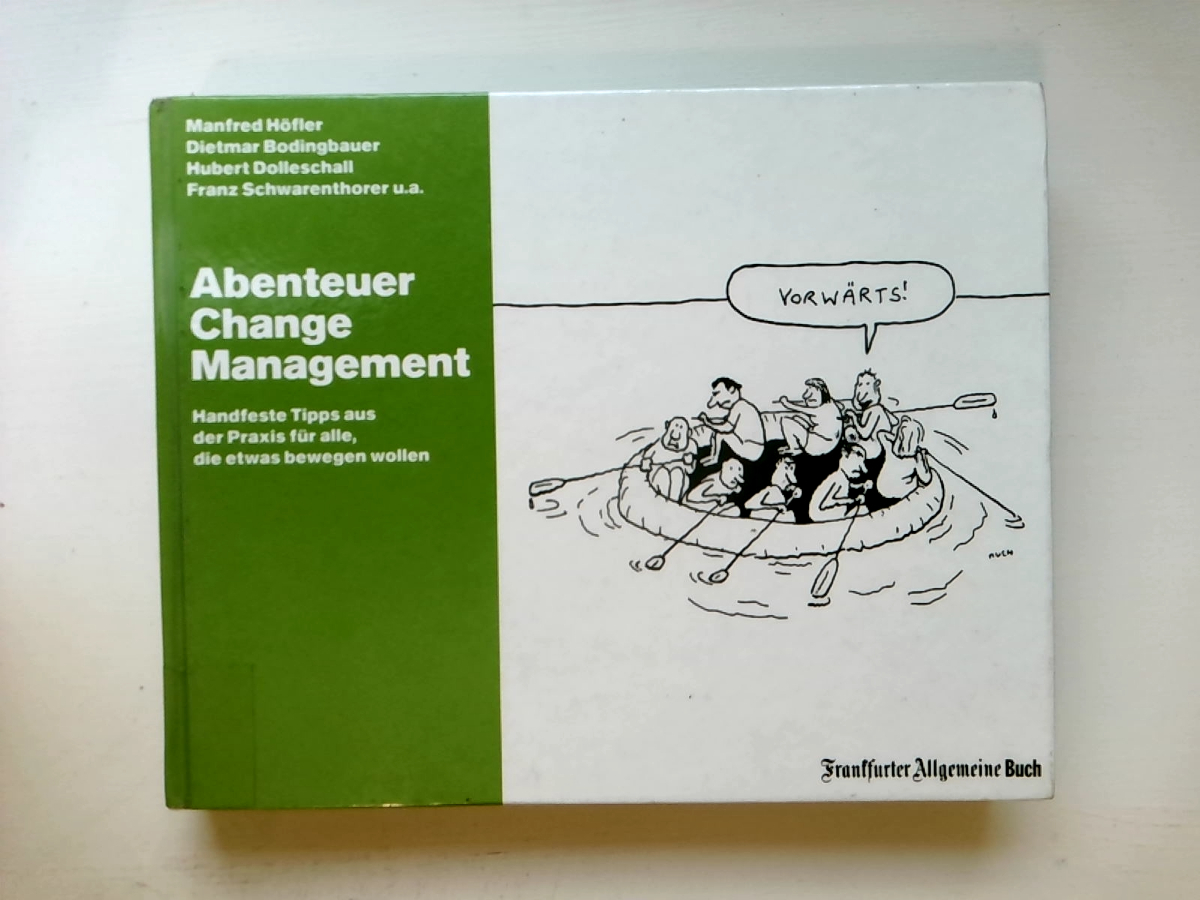 Manfred Höfler
Dietmar Bodingbauer
Hubert Dolleschall
Franz Schwarenthorer u.a.
Abenteuer
Change
Management
Handfeste Tipps aus
der Praxis für alle,
die etwas bewegen wollen
VORWÄRTS!
Frankfurter Allgemeine Buch